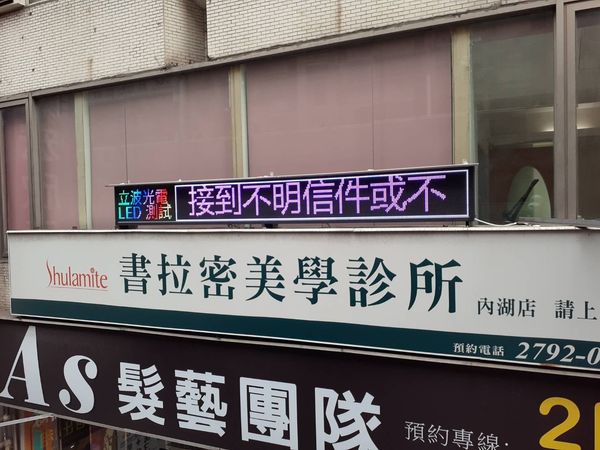 立波光電
LED 測試
接到不明信件或不
Shulamite 書拉密美學診所 內湖店 請上
預約電話 2792-0
As 髮藝團隊 預約專線: 2